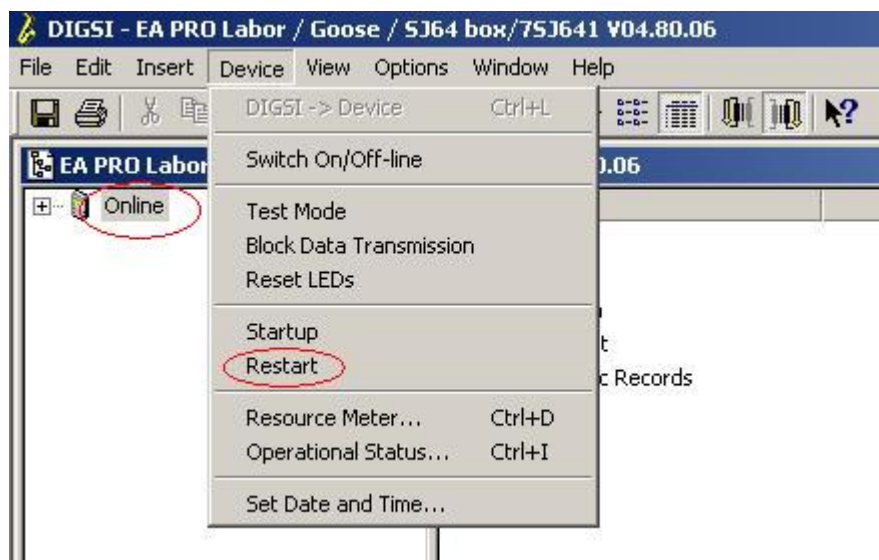 DIGSI - EA PRO Labor / Goose / SJ64 box/7SJ641 V04.80.06
File Edit Insert Device View Options Window Help
DIGSI -> Device Ctrl+L
EA PRO Labor .06
Switch On/Off-line
Online
Test Mode
Block Data Transmission
Reset LEDs
Startup
t
Restart
c Records
Resource Meter... Ctrl+D
Operational Status... Ctrl+I
Set Date and Time...